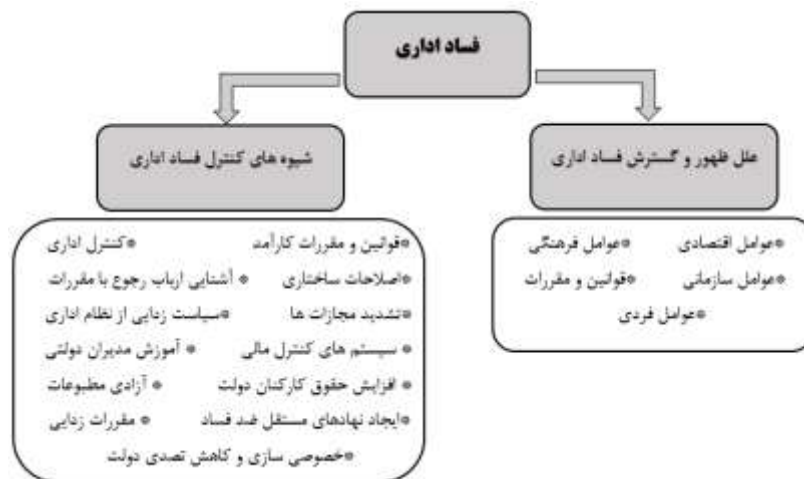 فساد اداری
علل ظهور و گسترش فساد اداری
*عوامل اقتصادی *عوامل فرهنگی
*عوامل سازمانی *قوانین و مقررات
*عوامل فردی
شیوه های کنترل فساد اداری
*قوانین و مقررات کارآمد *کنترل اداری
*اصلاحات ساختاری * آشنایی ارباب رجوع با مقررات
*تشدید مجازات ها *سیاست زدایی از نظام اداری
* سیستم های کنترل مالی * آموزش مدیران دولتی
* افزایش حقوق کارکنان دولت * آزادی مطبوعات
*ایجاد نهادهای مستقل ضد فساد * مقررات زدایی
*خصوصی سازی و کاهش تصدی دولت